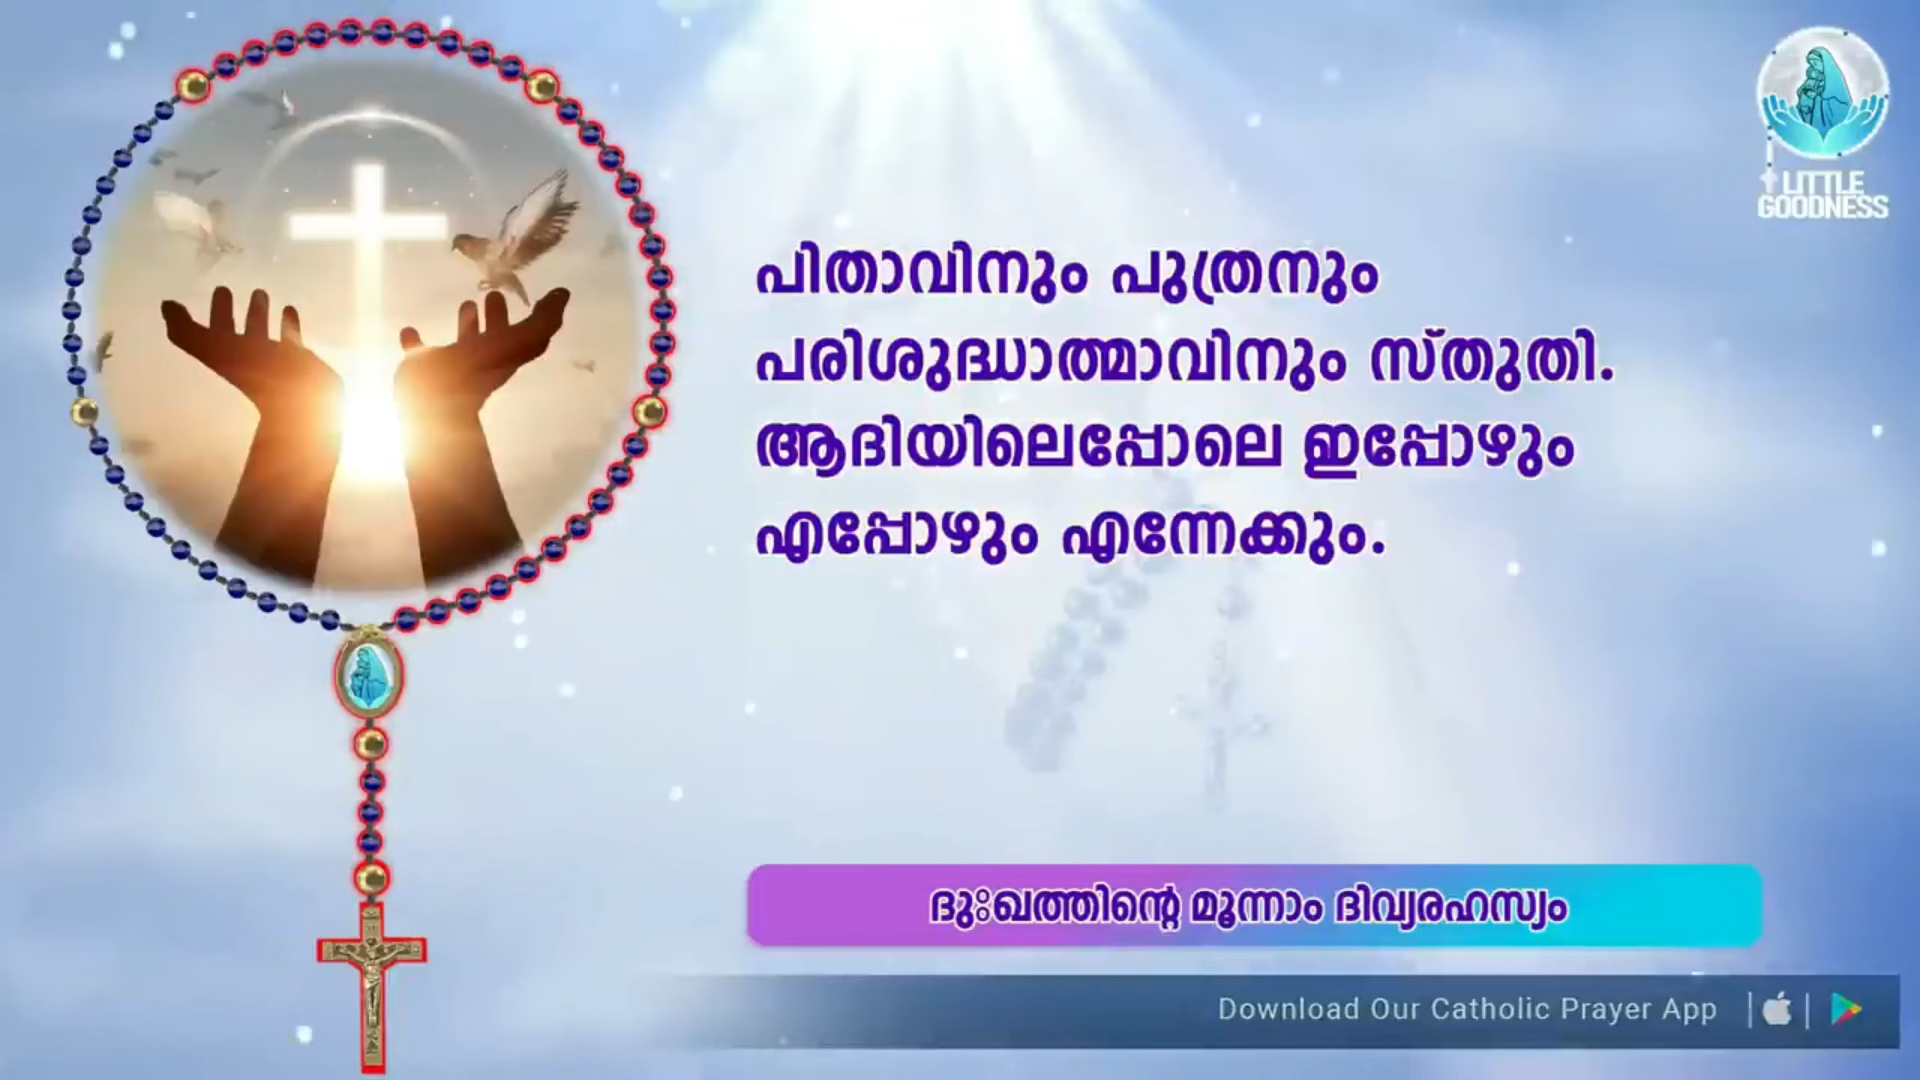 LITTLE
GOODNESS
പിതാവിനും പുത്രനും
പരിശുദ്ധാത്മാവിനും സ്തുതി.
ആദിയിലെപ്പോലെ ഇപ്പോഴും
എപ്പോഴും എന്നേക്കും.
ദുഃഖത്തിന്റെ മൂന്നാം ദിവ്യരഹസ്യം
Download Our Catholic Prayer App